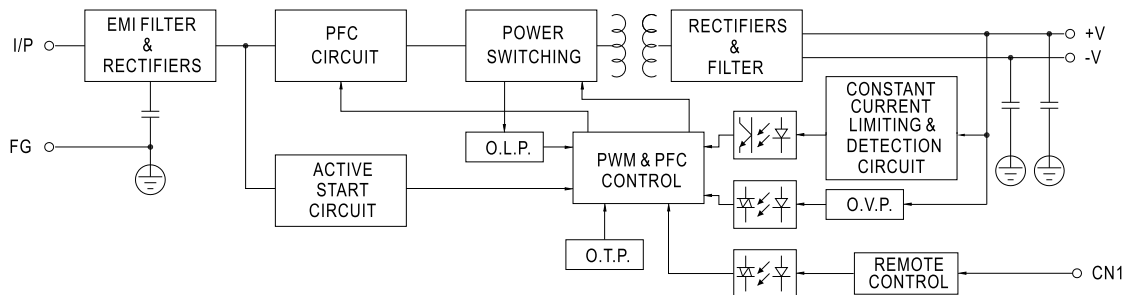 I/P
EMI FILTER
&
RECTIFIERS
PFC
CIRCUIT
POWER
SWITCHING
RECTIFIERS
&
FILTER
+V
-V
FG
O.L.P.
PWM & PFC
CONTROL
CONSTANT
CURRENT
LIMITING &
DETECTION
CIRCUIT
ACTIVE
START
CIRCUIT
O.V.P.
O.T.P.
REMOTE
CONTROL
CN1